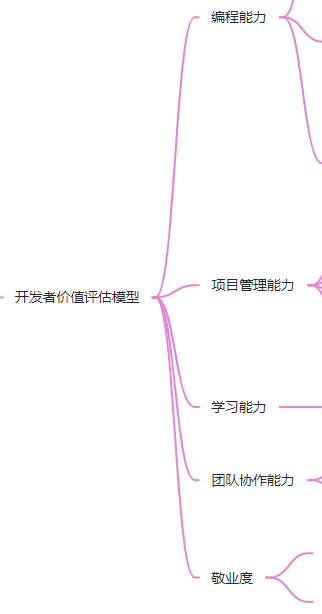 编程能力
项目管理能力
开发者价值评估模型
学习能力
团队协作能力
敬业度